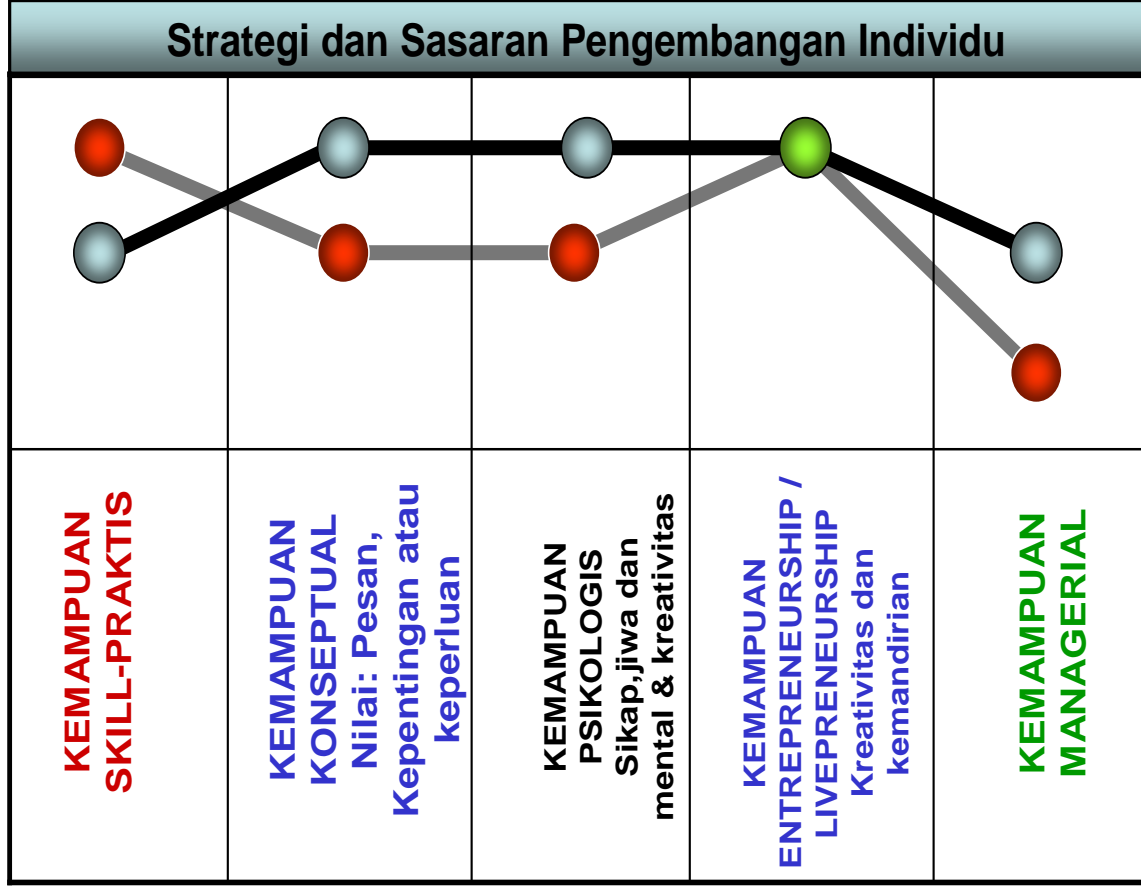 Strategi dan Sasaran Pengembangan Individu
KEMAMPUAN
SKILL-PRAKTIS
KEMAMPUAN
KONSEPTUAL
Nilai: Pesan,
Kepentingan atau
keperluan
KEMAMPUAN
PSIKOLOGIS
Sikap,jiwa dan
mental & kreativitas
KEMAMPUAN
ENTREPRENEURSHIP /
LIVEPRENEURSHIP
Kreativitas dan
kemandirian
KEMAMPUAN
MANAGERIAL